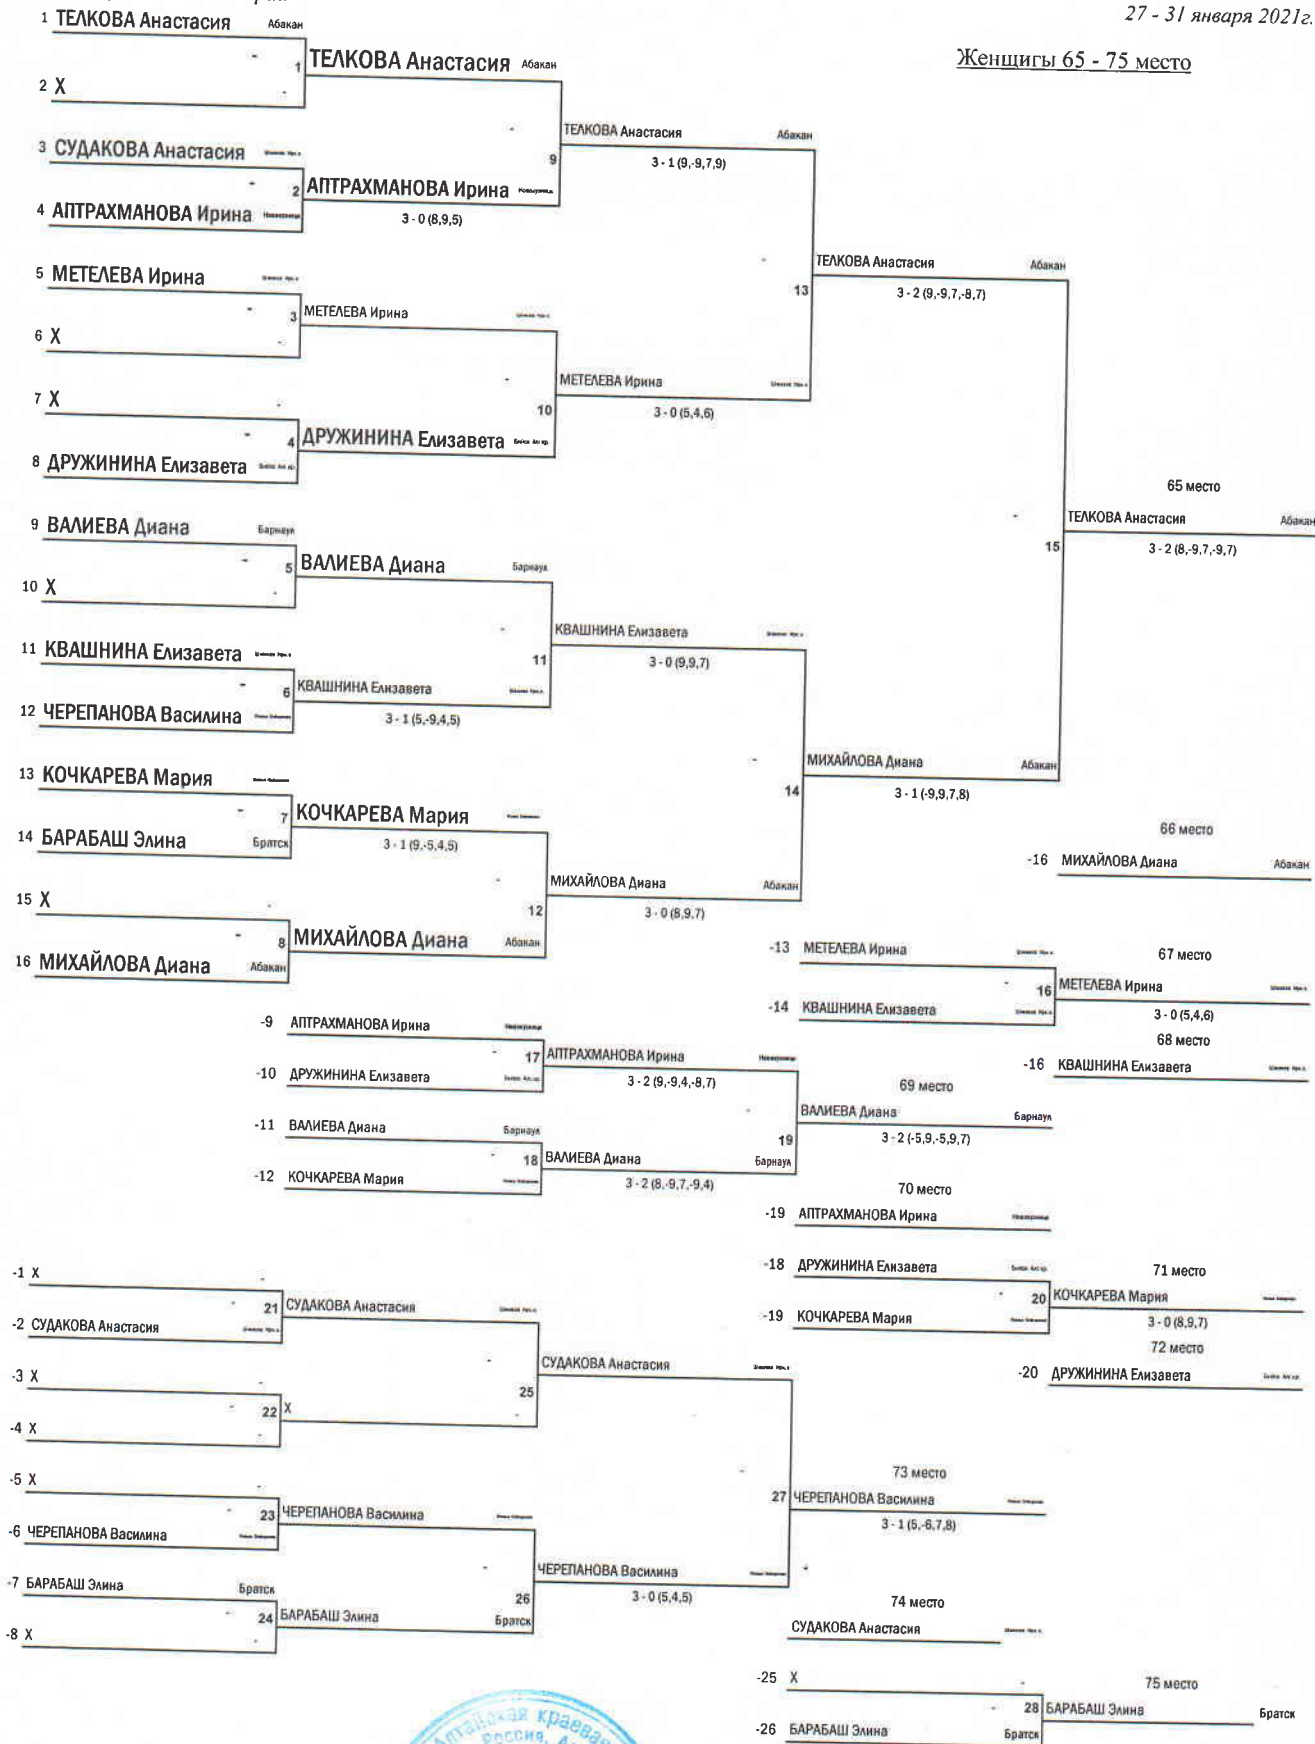 27 - 31 января 2021г.
Женщигы 65 - 75 место
1 ТЕЛКОВА Анастасия Абакан
1 ТЕЛКОВА Анастасия Абакан
2 X
9 ТЕЛКОВА Анастасия Абакан
3 - 1 (9,-9,7,9)
3 СУДАКОВА Анастасия
2 АПТРАХМАНОВА Ирина
3 - 0 (8,9,5)
4 АПТРАХМАНОВА Ирина
13 ТЕЛКОВА Анастасия Абакан
3 - 2 (9,-9,7,-8,7)
5 МЕТЕЛЕВА Ирина
3 МЕТЕЛЕВА Ирина
6 X
10 МЕТЕЛЕВА Ирина
3 - 0 (5,4,6)
7 X
4 ДРУЖИНИНА Елизавета
8 ДРУЖИНИНА Елизавета
65 место
15 ТЕЛКОВА Анастасия Абакан
3 - 2 (8,-9,7,-9,7)
9 ВАЛИЕВА Диана Барнаул
5 ВАЛИЕВА Диана Барнаул
10 X
11 КВАШНИНА Елизавета
3 - 0 (9,9,7)
11 КВАШНИНА Елизавета
6 КВАШНИНА Елизавета
3 - 1 (5,-9,4,5)
12 ЧЕРЕПАНОВА Василина
14 МИХАЙЛОВА Диана Абакан
3 - 1 (-9,9,7,8)
13 КОЧКАРЕВА Мария
7 КОЧКАРЕВА Мария
3 - 1 (9,-5,4,5)
14 БАРАБАШ Элина Братск
12 МИХАЙЛОВА Диана Абакан
3 - 0 (8,9,7)
15 X
8 МИХАЙЛОВА Диана Абакан
16 МИХАЙЛОВА Диана Абакан
66 место
-16 МИХАЙЛОВА Диана Абакан
-13 МЕТЕЛЕВА Ирина
67 место
16 МЕТЕЛЕВА Ирина
3 - 0 (5,4,6)
-14 КВАШНИНА Елизавета
68 место
-16 КВАШНИНА Елизавета
-9 АПТРАХМАНОВА Ирина
17 АПТРАХМАНОВА Ирина
3 - 2 (9,-9,4,-8,7)
-10 ДРУЖИНИНА Елизавета
69 место
19 ВАЛИЕВА Диана Барнаул
3 - 2 (-5,9,-5,9,7)
-11 ВАЛИЕВА Диана Барнаул
18 ВАЛИЕВА Диана Барнаул
3 - 2 (8,-9,7,-9,4)
-12 КОЧКАРЕВА Мария
70 место
-19 АПТРАХМАНОВА Ирина
-18 ДРУЖИНИНА Елизавета
71 место
20 КОЧКАРЕВА Мария
3 - 0 (8,9,7)
-19 КОЧКАРЕВА Мария
72 место
-20 ДРУЖИНИНА Елизавета
-1 X
21 СУДАКОВА Анастасия
-2 СУДАКОВА Анастасия
25 СУДАКОВА Анастасия
-3 X
22 X
-4 X
73 место
27 ЧЕРЕПАНОВА Василина
3 - 1 (5,-6,7,8)
-5 X
23 ЧЕРЕПАНОВА Василина
-6 ЧЕРЕПАНОВА Василина
26 ЧЕРЕПАНОВА Василина
3 - 0 (5,4,5)
-7 БАРАБАШ Элина Братск
24 БАРАБАШ Элина Братск
-8 X
74 место
СУДАКОВА Анастасия
-25 X
75 место
28 БАРАБАШ Элина Братск
-26 БАРАБАШ Элина Братск
Алтайская краевая
Россия,